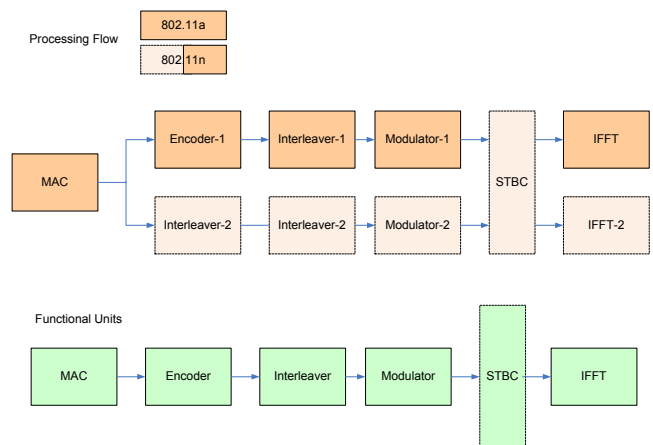 802.11a
Processing Flow
802.11n
Encoder-1
Interleaver-1
Modulator-1
IFFT
MAC
STBC
Interleaver-2
Interleaver-2
Modulator-2
IFFT-2
Functional Units
MAC
Encoder
Interleaver
Modulator
STBC
IFFT